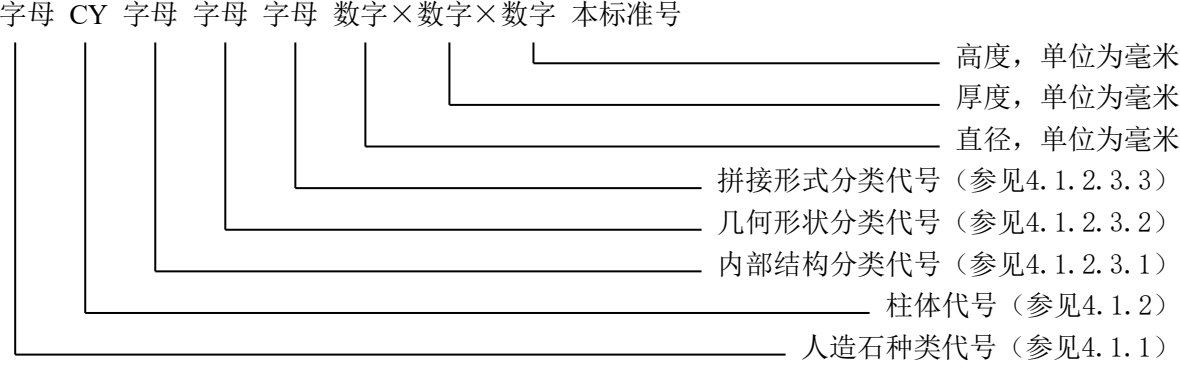 字母 CY 字母 字母 字母 数字×数字×数字 本标准号
高度，单位为毫米
厚度，单位为毫米
直径，单位为毫米
拼接形式分类代号（参见4.1.2.3.3）
几何形状分类代号（参见4.1.2.3.2）
内部结构分类代号（参见4.1.2.3.1）
柱体代号（参见4.1.2）
人造石种类代号（参见4.1.1）